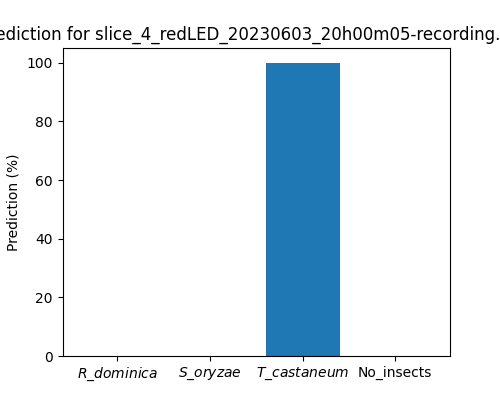 ediction for slice_4_redLED_20230603_20h00m05-recording.
100
80
60
40
20
0
Prediction (%)
R_dominica S_oryzae T_castaneum No_insects